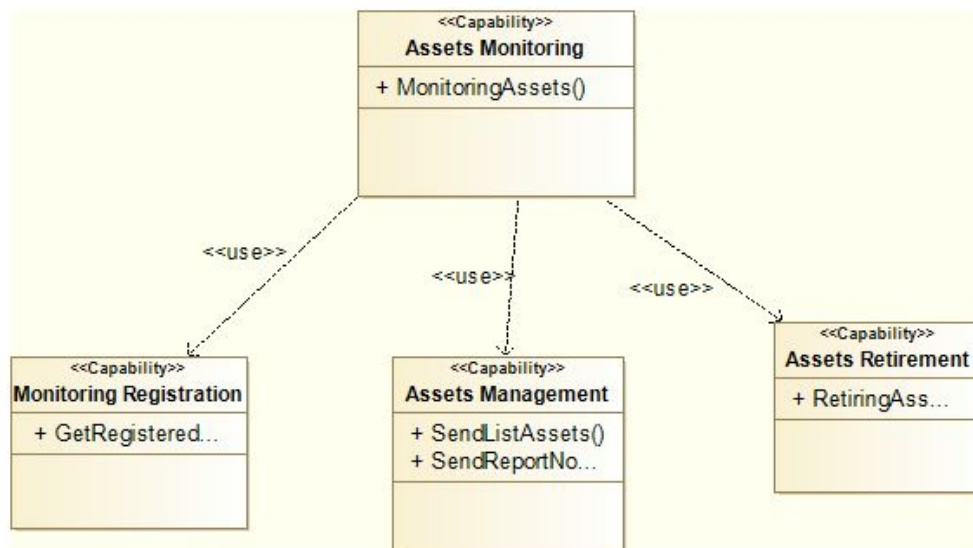 <<Capability>>
Assets Monitoring
+ MonitoringAssets()
<<use>>
<<use>>
<<use>>
<<Capability>>
Monitoring Registration
+ GetRegistered...
<<Capability>>
Assets Management
+ SendListAssets()
+ SendReportNo...
<<Capability>>
Assets Retirement
+ RetiringAss...